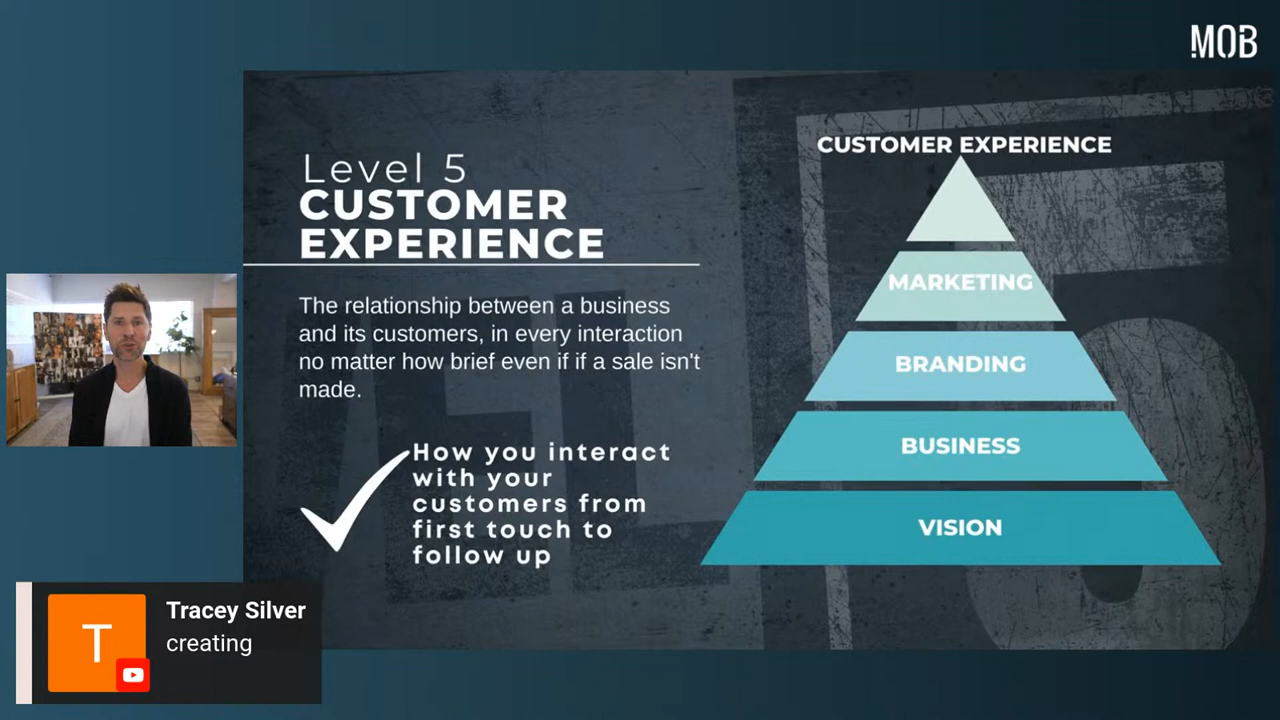 MOB
Level 5
CUSTOMER
EXPERIENCE
The relationship between a business
and its customers, in every interaction
no matter how brief even if if a sale isn't
made.
How you interact
with your
customers from
first touch to
follow up
CUSTOMER EXPERIENCE
MARKETING
BRANDING
BUSINESS
VISION
T
Tracey Silver
creating